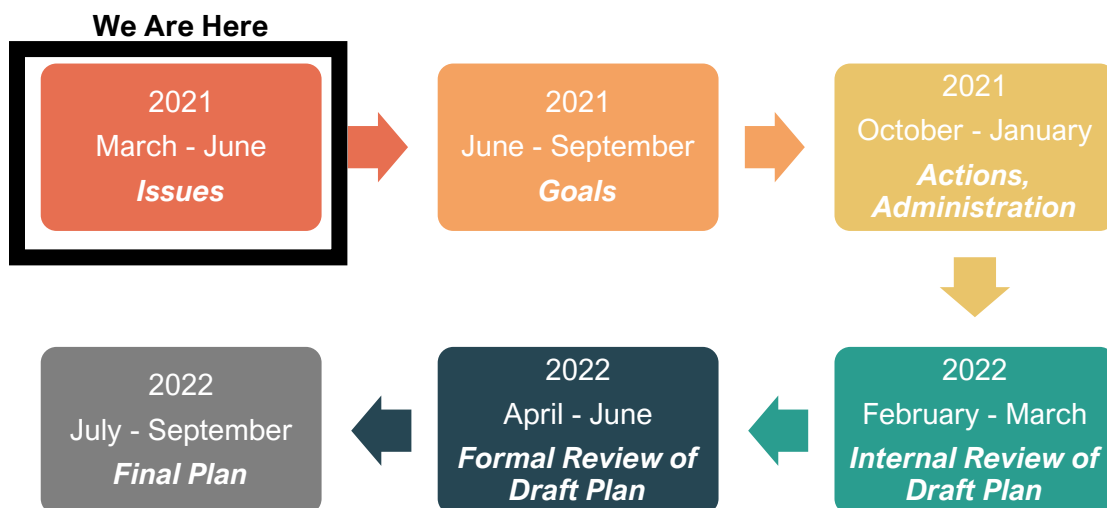 We Are Here
2021
March - June
Issues
2021
June - September
Goals
2021
October - January
Actions,
Administration
2022
February - March
Internal Review of
Draft Plan
2022
April - June
Formal Review of
Draft Plan
2022
July - September
Final Plan